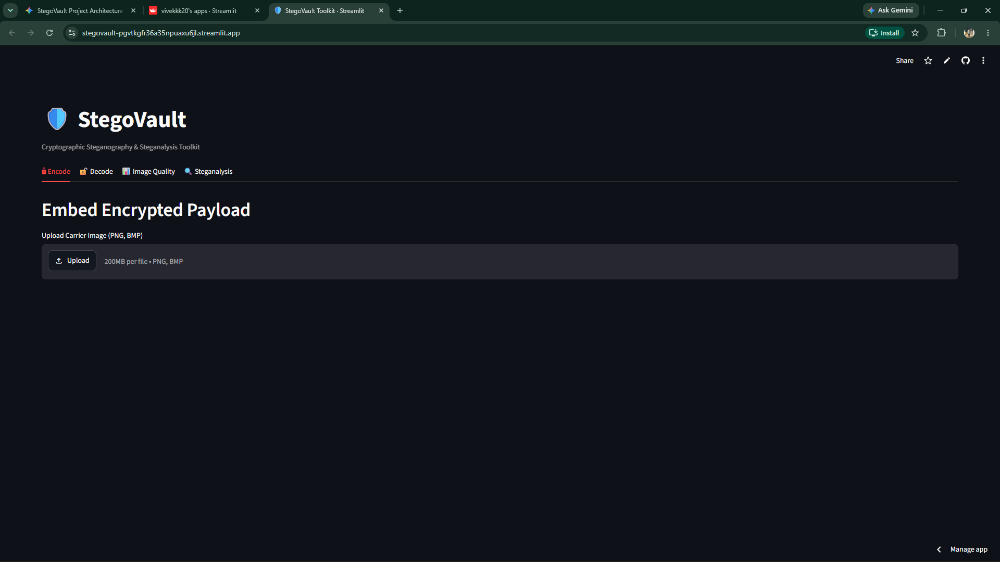 StegoVault Project Architecture
vivekkk20's apps · Streamlit
StegoVault Toolkit · Streamlit
Ask Gemini
stegovault-pgvtkgfr36a35npuaxu6jl.streamlit.app
Install
Share
StegoVault
Cryptographic Steganography & Steganalysis Toolkit
Encode Decode Image Quality Steganalysis
Embed Encrypted Payload
Upload Carrier Image (PNG, BMP)
Upload 200MB per file • PNG, BMP
Manage app